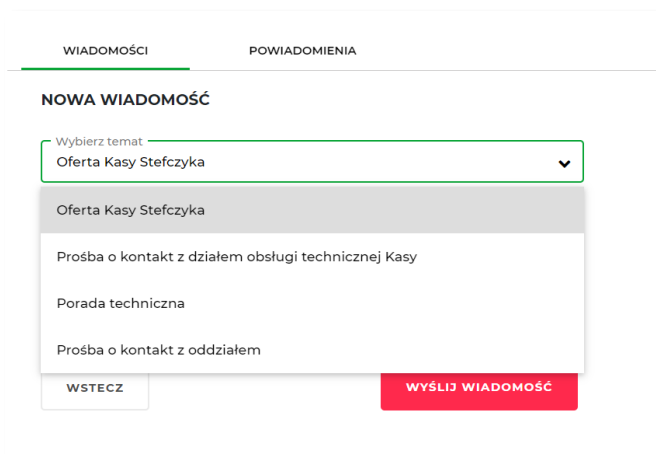 WIADOMOŚCI POWIADOMIENIA
NOWA WIADOMOŚĆ
Wybierz temat
Oferta Kasy Stefczyka
Oferta Kasy Stefczyka
Prośba o kontakt z działem obsługi technicznej Kasy
Porada techniczna
Prośba o kontakt z oddziałem
WSTECZ WYŚLIJ WIADOMOŚĆ